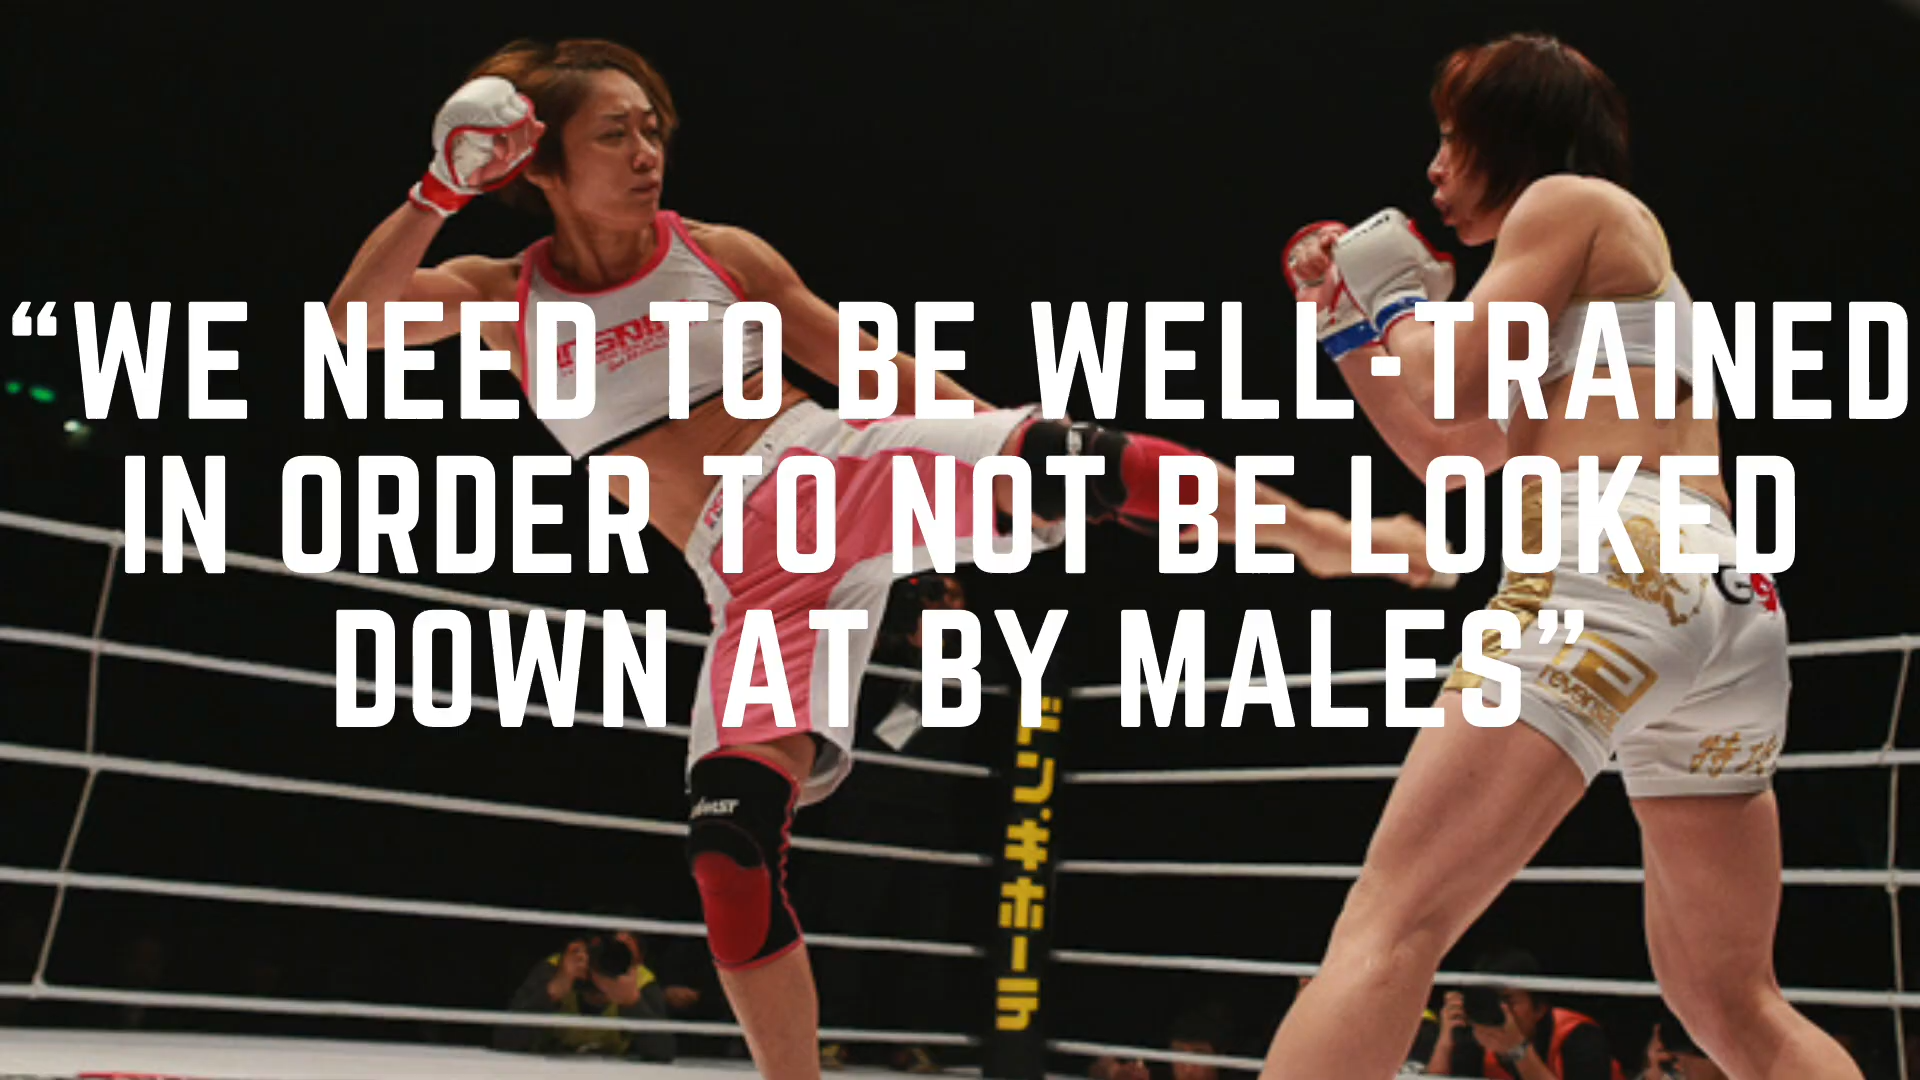 “WE NEED TO BE WELL-TRAINED
IN ORDER TO NOT BE LOOKED
DOWN AT BY MALES”
reversal
ドン.キホーテ